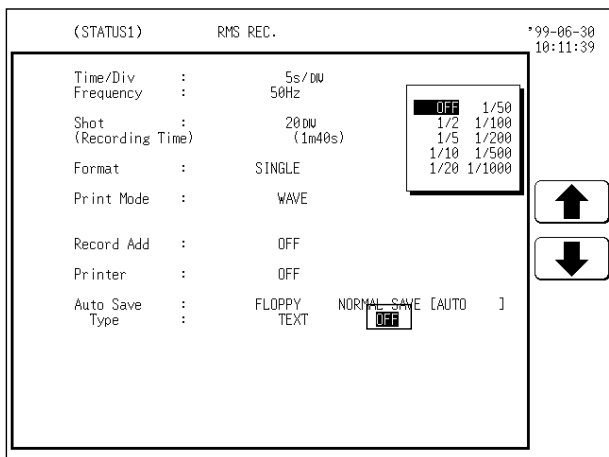 (STATUS1) RMS REC. '99-06-30
10:11:39
Time/Div : 5s/DIV
Frequency : 50Hz
Shot : 20DIV
(Recording Time) (1m40s)
Format : SINGLE
Print Mode : WAVE
Record Add : OFF
Printer : OFF
Auto Save : FLOPPY NORMAL SAVE [AUTO ]
Type : TEXT OFF
OFF 1/50
1/2 1/100
1/5 1/200
1/10 1/500
1/20 1/1000